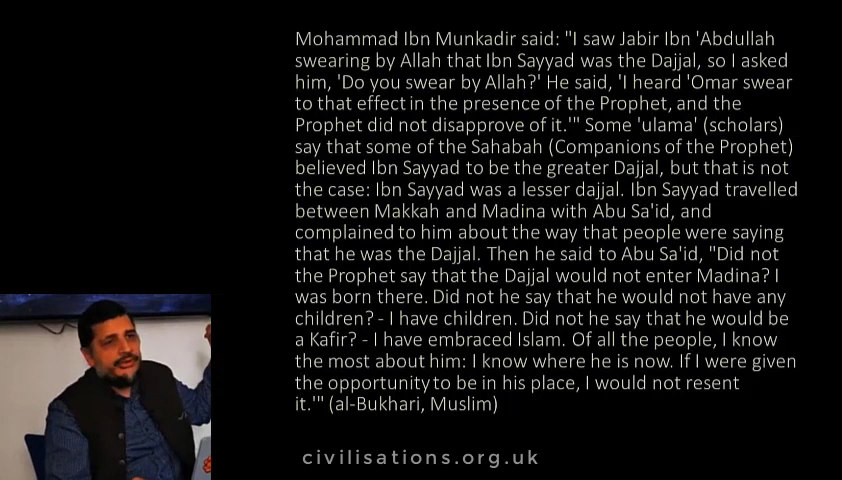 Mohammad Ibn Munkadir said: "I saw Jabir Ibn 'Abdullah
swearing by Allah that Ibn Sayyad was the Dajjal, so I asked
him, 'Do you swear by Allah?' He said, 'I heard 'Omar swear
to that effect in the presence of the Prophet, and the
Prophet did not disapprove of it.'" Some 'ulama' (scholars)
say that some of the Sahabah (Companions of the Prophet)
believed Ibn Sayyad to be the greater Dajjal, but that is not
the case: Ibn Sayyad was a lesser dajjal. Ibn Sayyad travelled
between Makkah and Madina with Abu Sa'id, and
complained to him about the way that people were saying
that he was the Dajjal. Then he said to Abu Sa'id, "Did not
the Prophet say that the Dajjal would not enter Madina? I
was born there. Did not he say that he would not have any
children? - I have children. Did not he say that he would be
a Kafir? - I have embraced Islam. Of all the people, I know
the most about him: I know where he is now. If I were given
the opportunity to be in his place, I would not resent
it.'" (al-Bukhari, Muslim)
civilisations.org.uk